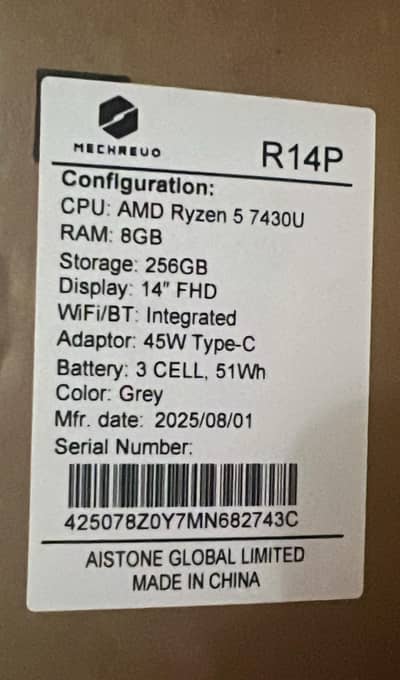 MECHREUO
R14P
Configuration:
CPU: AMD Ryzen 5 7430U
RAM: 8GB
Storage: 256GB
Display: 14" FHD
WiFi/BT: Integrated
Adaptor: 45W Type-C
Battery: 3 CELL, 51Wh
Color: Grey
Mfr. date: 2025/08/01
Serial Number:
425078Z0Y7MN682743C
AISTONE GLOBAL LIMITED
MADE IN CHINA